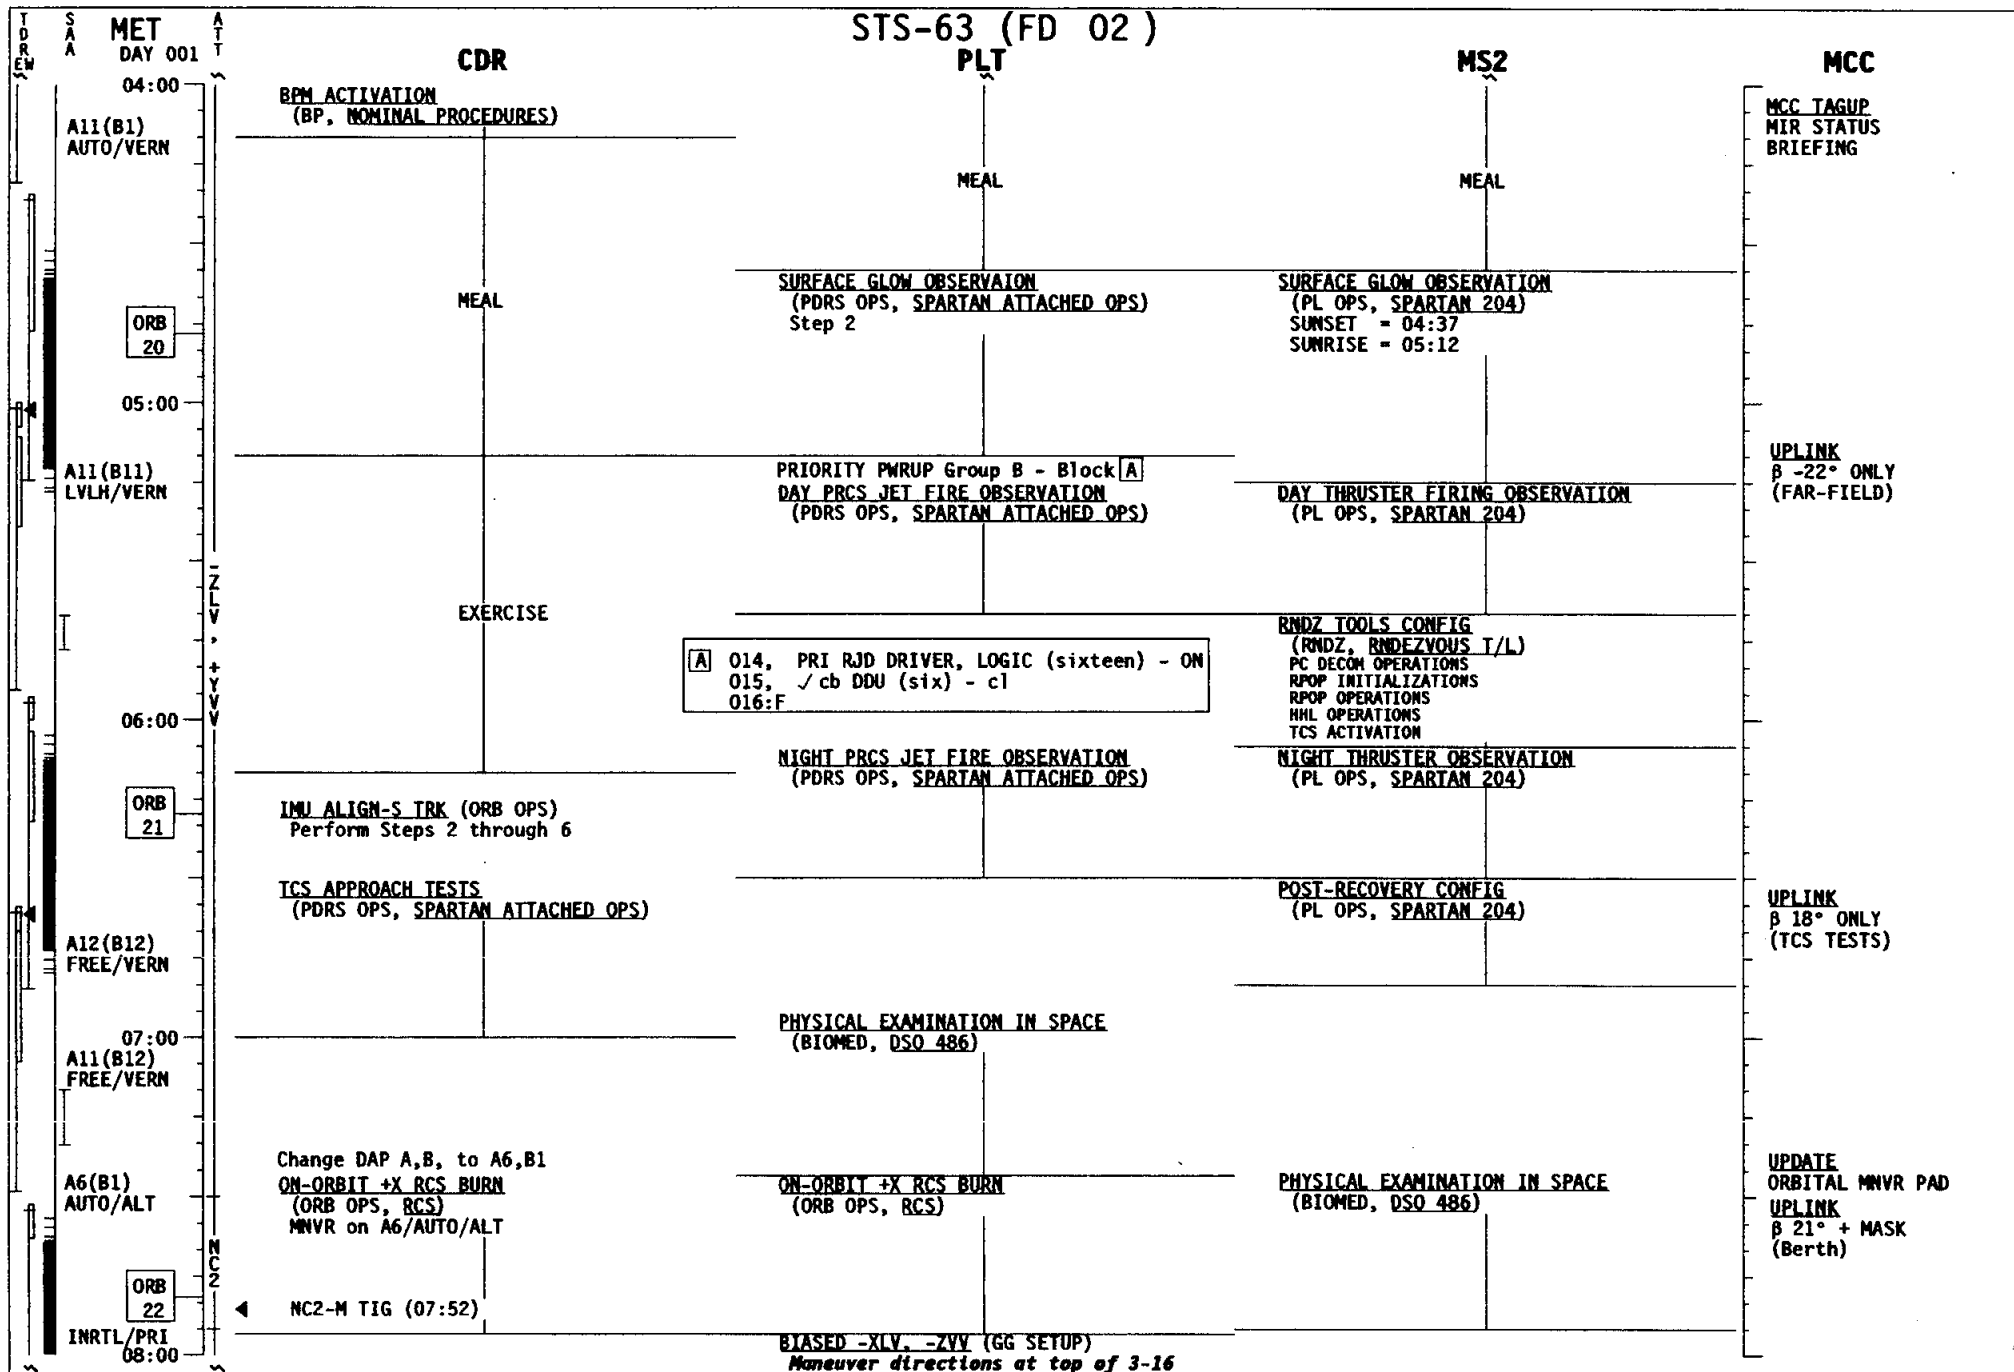 STS-63 (FD 02)
TDREW
SAA
MET
DAY 001
ATT
CDR
PLT
MS2
MCC
04:00
A11(B1)
AUTO/VERN
ORB
20
05:00
A11(B11)
LVLH/VERN
-ZLV, +YVV
06:00
ORB
21
A12(B12)
FREE/VERN
07:00
A11(B12)
FREE/VERN
A6(B1)
AUTO/ALT
NC2
ORB
22
INRTL/PRI
08:00
BPM ACTIVATION
(BP, NOMINAL PROCEDURES)
MEAL
EXERCISE
IMU ALIGN-S TRK (ORB OPS)
Perform Steps 2 through 6
TCS APPROACH TESTS
(PDRS OPS, SPARTAN ATTACHED OPS)
Change DAP A,B, to A6,B1
ON-ORBIT +X RCS BURN
(ORB OPS, RCS)
MNVR on A6/AUTO/ALT
NC2-M TIG (07:52)
MEAL
SURFACE GLOW OBSERVAION
(PDRS OPS, SPARTAN ATTACHED OPS)
Step 2
PRIORITY PWRUP Group B - Block A
DAY PRCS JET FIRE OBSERVATION
(PDRS OPS, SPARTAN ATTACHED OPS)
A 014, PRI RJD DRIVER, LOGIC (sixteen) - ON
015, ✓cb DDU (six) - cl
016:F
NIGHT PRCS JET FIRE OBSERVATION
(PDRS OPS, SPARTAN ATTACHED OPS)
PHYSICAL EXAMINATION IN SPACE
(BIOMED, DSO 486)
ON-ORBIT +X RCS BURN
(ORB OPS, RCS)
BIASED -XLV, -ZVV (GG SETUP)
Maneuver directions at top of 3-16
MEAL
SURFACE GLOW OBSERVATION
(PL OPS, SPARTAN 204)
SUNSET = 04:37
SUNRISE = 05:12
DAY THRUSTER FIRING OBSERVATION
(PL OPS, SPARTAN 204)
RNDZ TOOLS CONFIG
(RNDZ, RNDEZVOUS T/L)
PC DECOM OPERATIONS
RPOP INITIALIZATIONS
RPOP OPERATIONS
HHL OPERATIONS
TCS ACTIVATION
NIGHT THRUSTER OBSERVATION
(PL OPS, SPARTAN 204)
POST-RECOVERY CONFIG
(PL OPS, SPARTAN 204)
PHYSICAL EXAMINATION IN SPACE
(BIOMED, DSO 486)
MCC TAGUP
MIR STATUS
BRIEFING
UPLINK
β -22° ONLY
(FAR-FIELD)
UPLINK
β 18° ONLY
(TCS TESTS)
UPDATE
ORBITAL MNVR PAD
UPLINK
β 21° + MASK
(Berth)